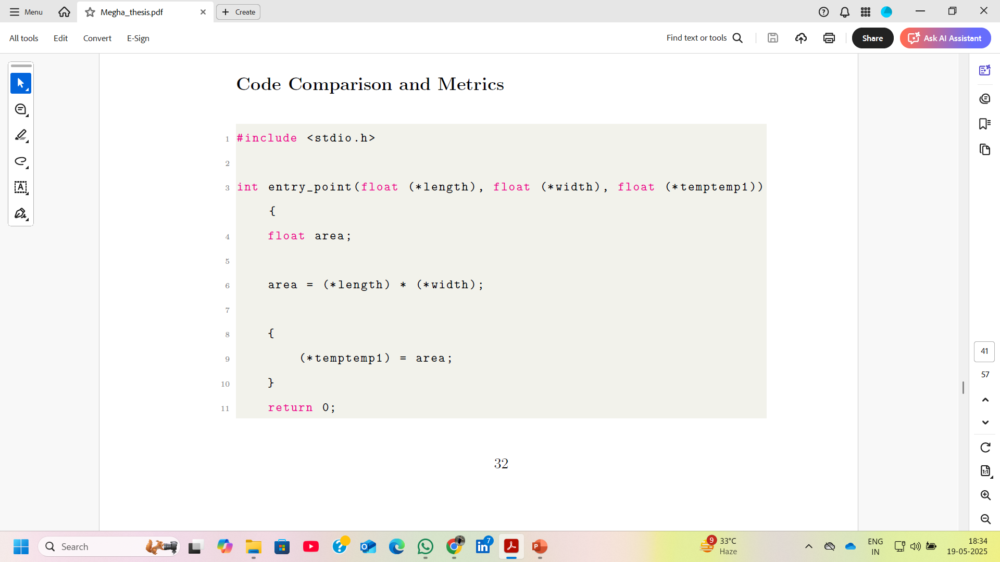 Menu
Megha_thesis.pdf
Create
All tools
Edit
Convert
E-Sign
Find text or tools
Share
Ask AI Assistant
Code Comparison and Metrics
1 #include <stdio.h>
2
3 int entry_point(float (*length), float (*width), float (*temptemp1))
{
4 float area;
5
6 area = (*length) * (*width);
7
8 {
9 (*temptemp1) = area;
10 }
11 return 0;
32
41
57
Search
7
9
33°C
Haze
ENG
IN
18:34
19-05-2025